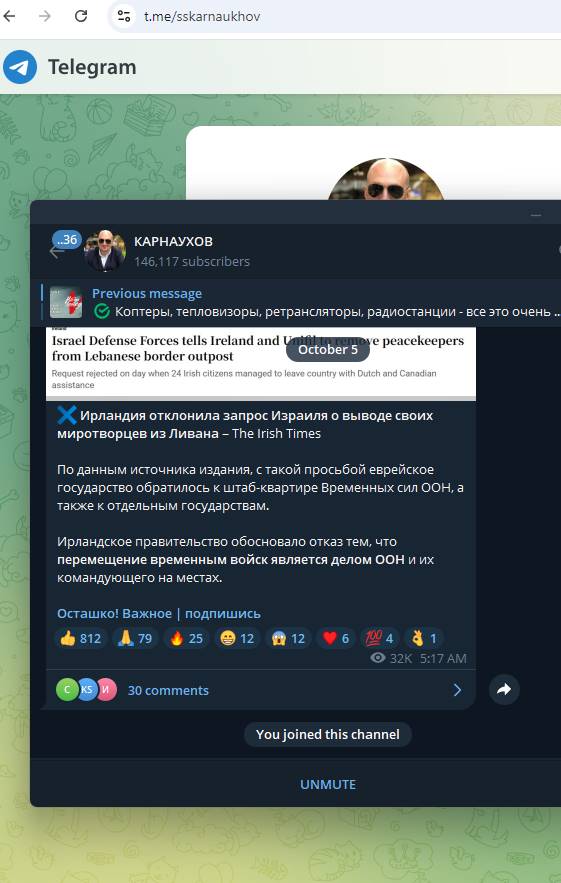 t.me/sskarnaukhov
Telegram
..36
КАРНАУХОВ
146,117 subscribers
Previous message
Коптеры, тепловизоры, ретрансляторы, радиостанции - все это очень ...
Ireland
Israel Defense Forces tells Ireland and Unifil to remove peacekeepers
from Lebanese border outpost
October 5
Request rejected on day when 24 Irish citizens managed to leave country with Dutch and Canadian
assistance
Ирландия отклонила запрос Израиля о выводе своих
миротворцев из Ливана – The Irish Times
По данным источника издания, с такой просьбой еврейское
государство обратилось к штаб-квартире Временных сил ООН, а
также к отдельным государствам.
Ирландское правительство обосновало отказ тем, что
перемещение временным войск является делом ООН и их
командующего на местах.
Осташко! Важное | подпишись
812 79 25 12 12 6 100 4 1
32K 5:17 AM
С KS И 30 comments
You joined this channel
UNMUTE